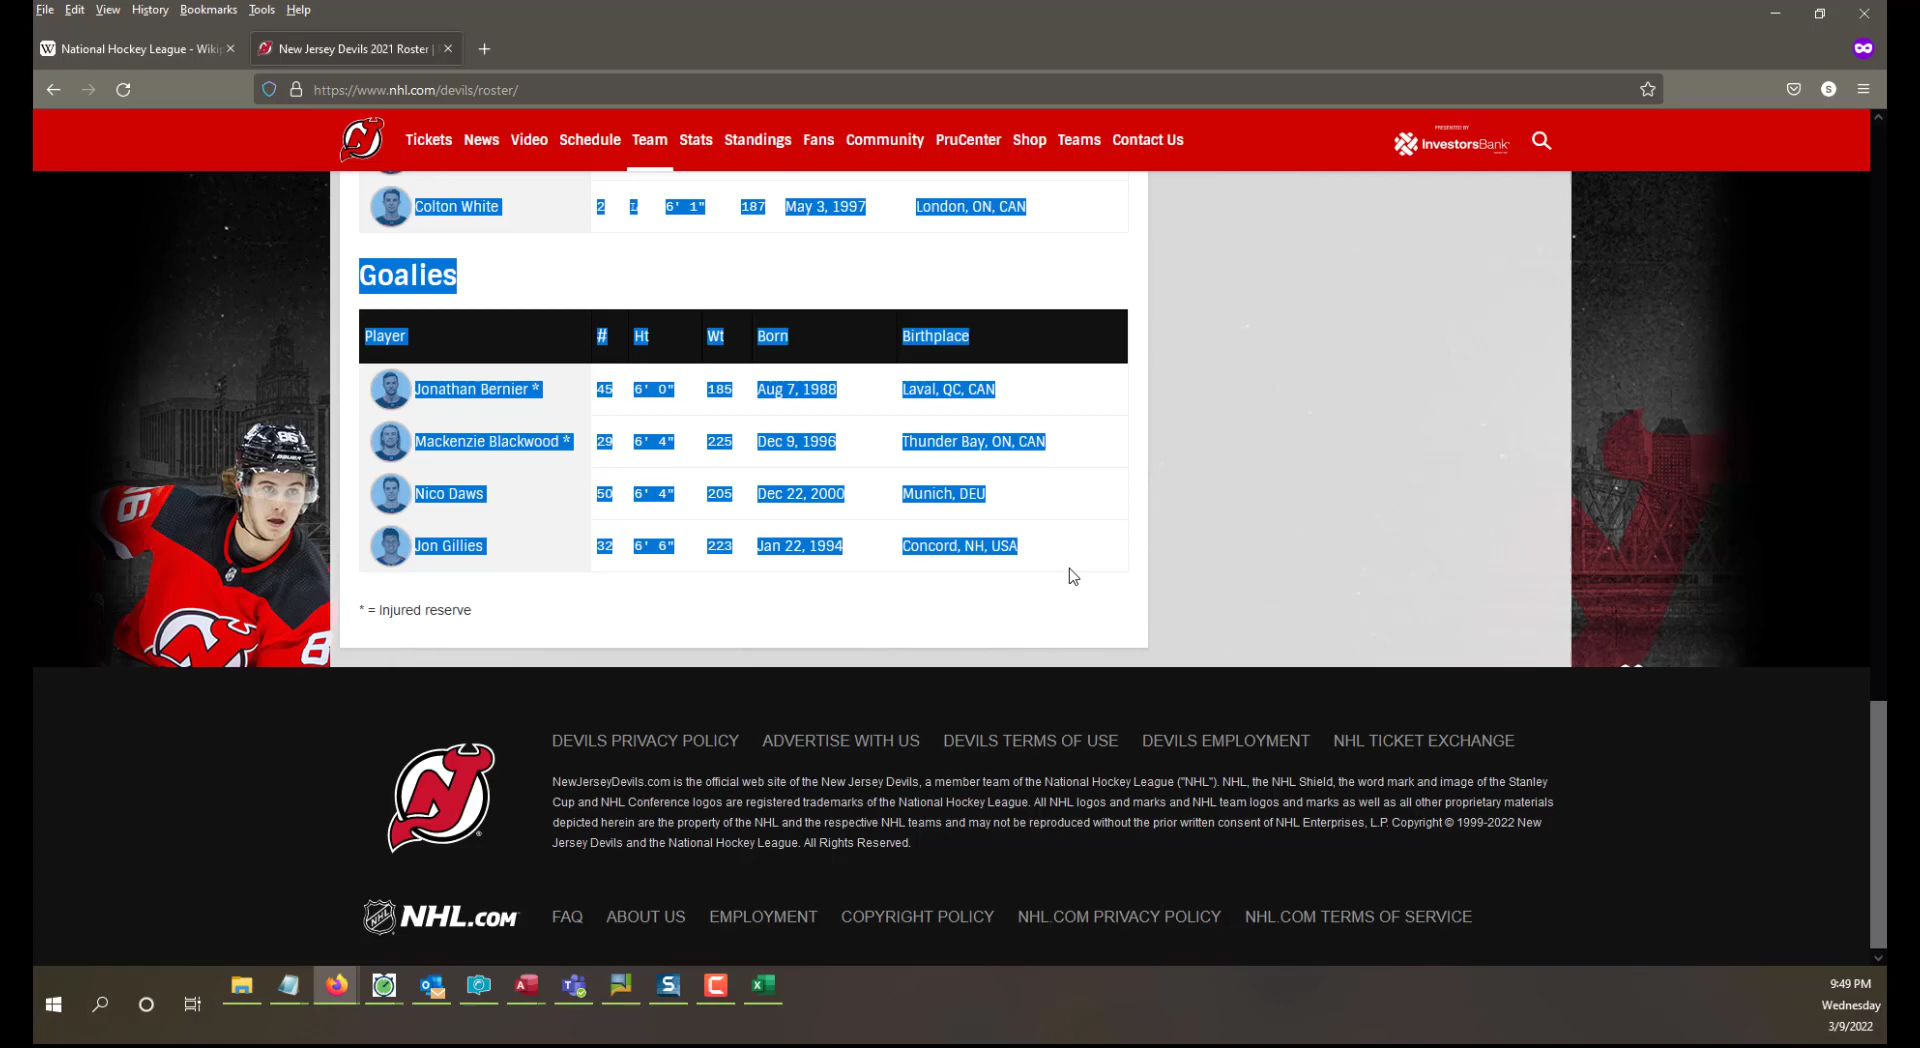 File Edit View History Bookmarks Tools Help
National Hockey League - Wiki
New Jersey Devils 2021 Roster |
https://www.nhl.com/devils/roster/
S
Tickets News Video Schedule Team Stats Standings Fans Community PruCenter Shop Teams Contact Us
PRESENTED BY
InvestorsBank
Colton White 2 L 6' 1" 187 May 3, 1997 London, ON, CAN
Goalies
Player # Ht Wt Born Birthplace
Jonathan Bernier * 45 6' 0" 185 Aug 7, 1988 Laval, QC, CAN
Mackenzie Blackwood * 29 6' 4" 225 Dec 9, 1996 Thunder Bay, ON, CAN
Nico Daws 50 6' 4" 205 Dec 22, 2000 Munich, DEU
Jon Gillies 32 6' 6" 223 Jan 22, 1994 Concord, NH, USA
* = Injured reserve
86
86
8
DEVILS PRIVACY POLICY ADVERTISE WITH US DEVILS TERMS OF USE DEVILS EMPLOYMENT NHL TICKET EXCHANGE
NewJerseyDevils.com is the official web site of the New Jersey Devils, a member team of the National Hockey League ("NHL"). NHL, the NHL Shield, the word mark and image of the Stanley
Cup and NHL Conference logos are registered trademarks of the National Hockey League. All NHL logos and marks and NHL team logos and marks as well as all other proprietary materials
depicted herein are the property of the NHL and the respective NHL teams and may not be reproduced without the prior written consent of NHL Enterprises, L.P. Copyright © 1999-2022 New
Jersey Devils and the National Hockey League. All Rights Reserved.
NHL NHL.COM FAQ ABOUT US EMPLOYMENT COPYRIGHT POLICY NHL.COM PRIVACY POLICY NHL.COM TERMS OF SERVICE
9:49 PM
Wednesday
3/9/2022